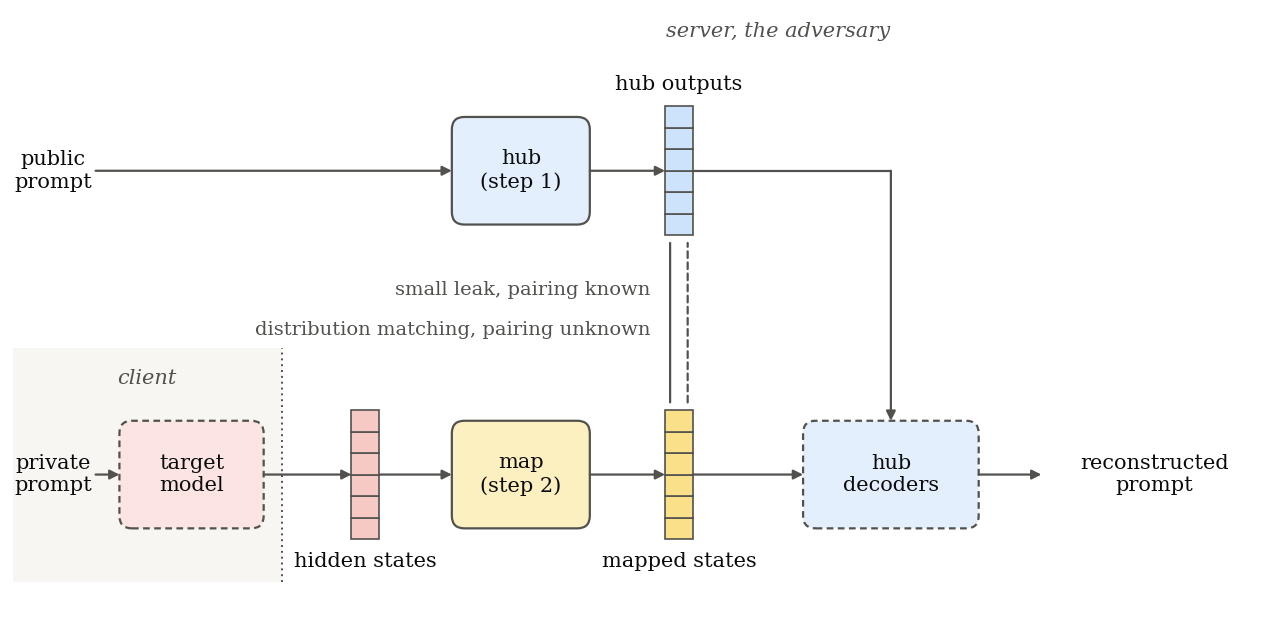 server, the adversary
hub outputs
public
prompt
hub
(step 1)
small leak, pairing known
distribution matching, pairing unknown
client
private
prompt
target
model
hidden states
map
(step 2)
mapped states
hub
decoders
reconstructed
prompt